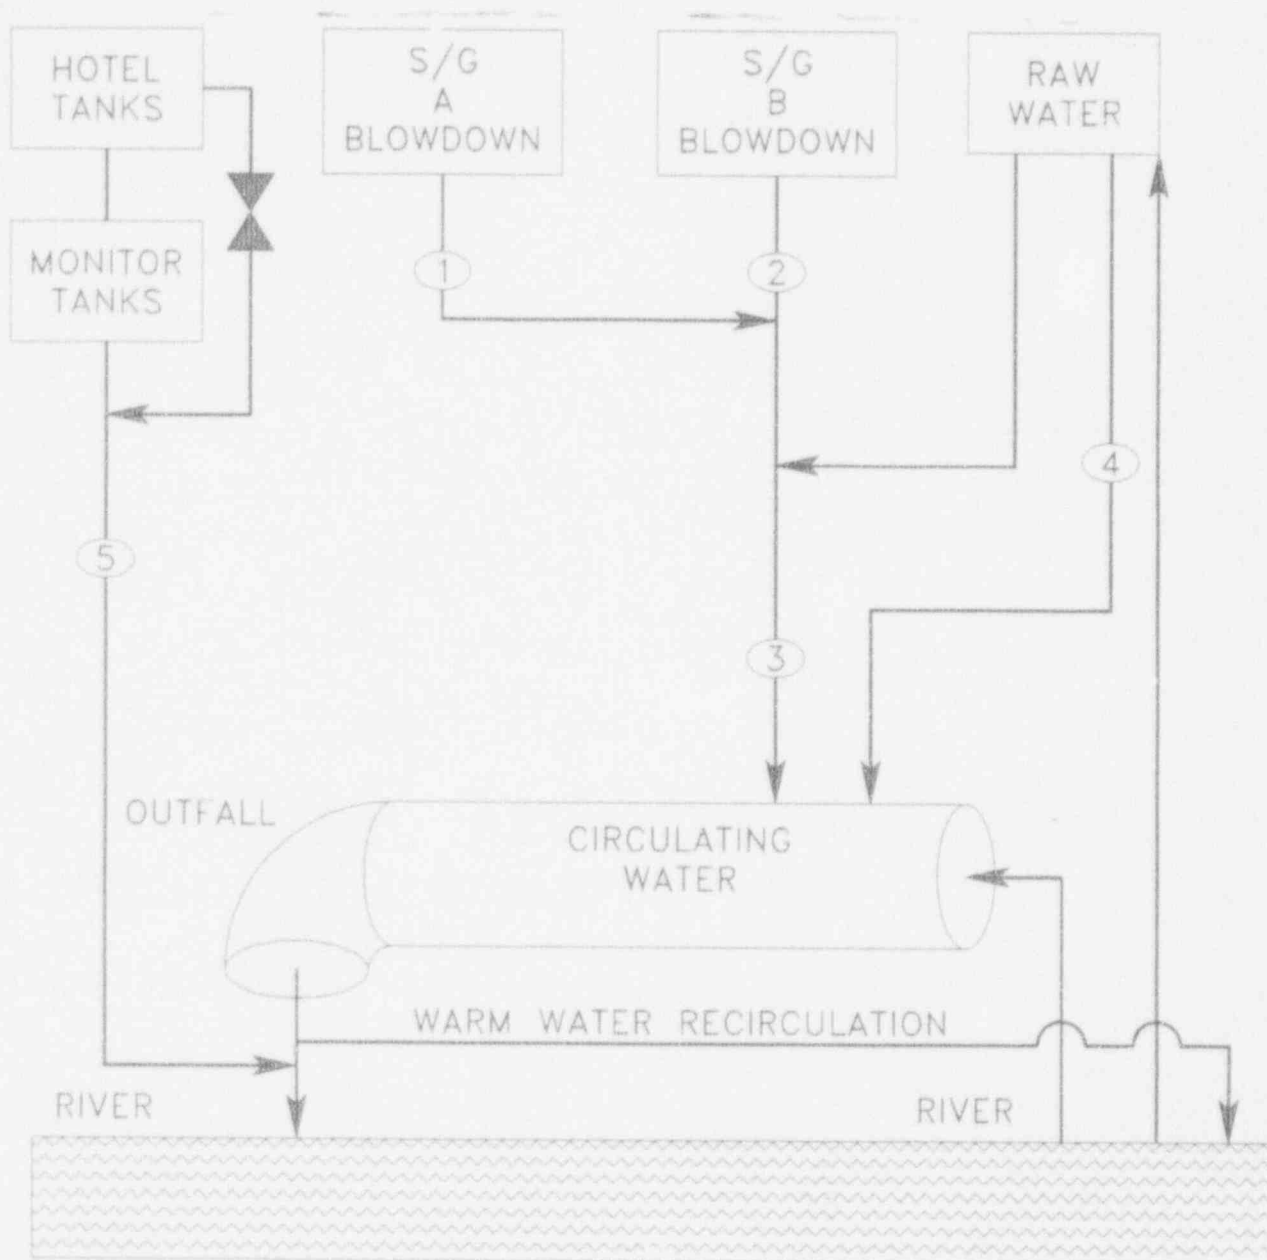 HOTEL
TANKS
S/G
A
BLOWDOWN
S/G
B
BLOWDOWN
RAW
WATER
MONITOR
TANKS
1
2
4
5
3
OUTFALL
CIRCULATING
WATER
WARM WATER RECIRCULATION
RIVER
RIVER